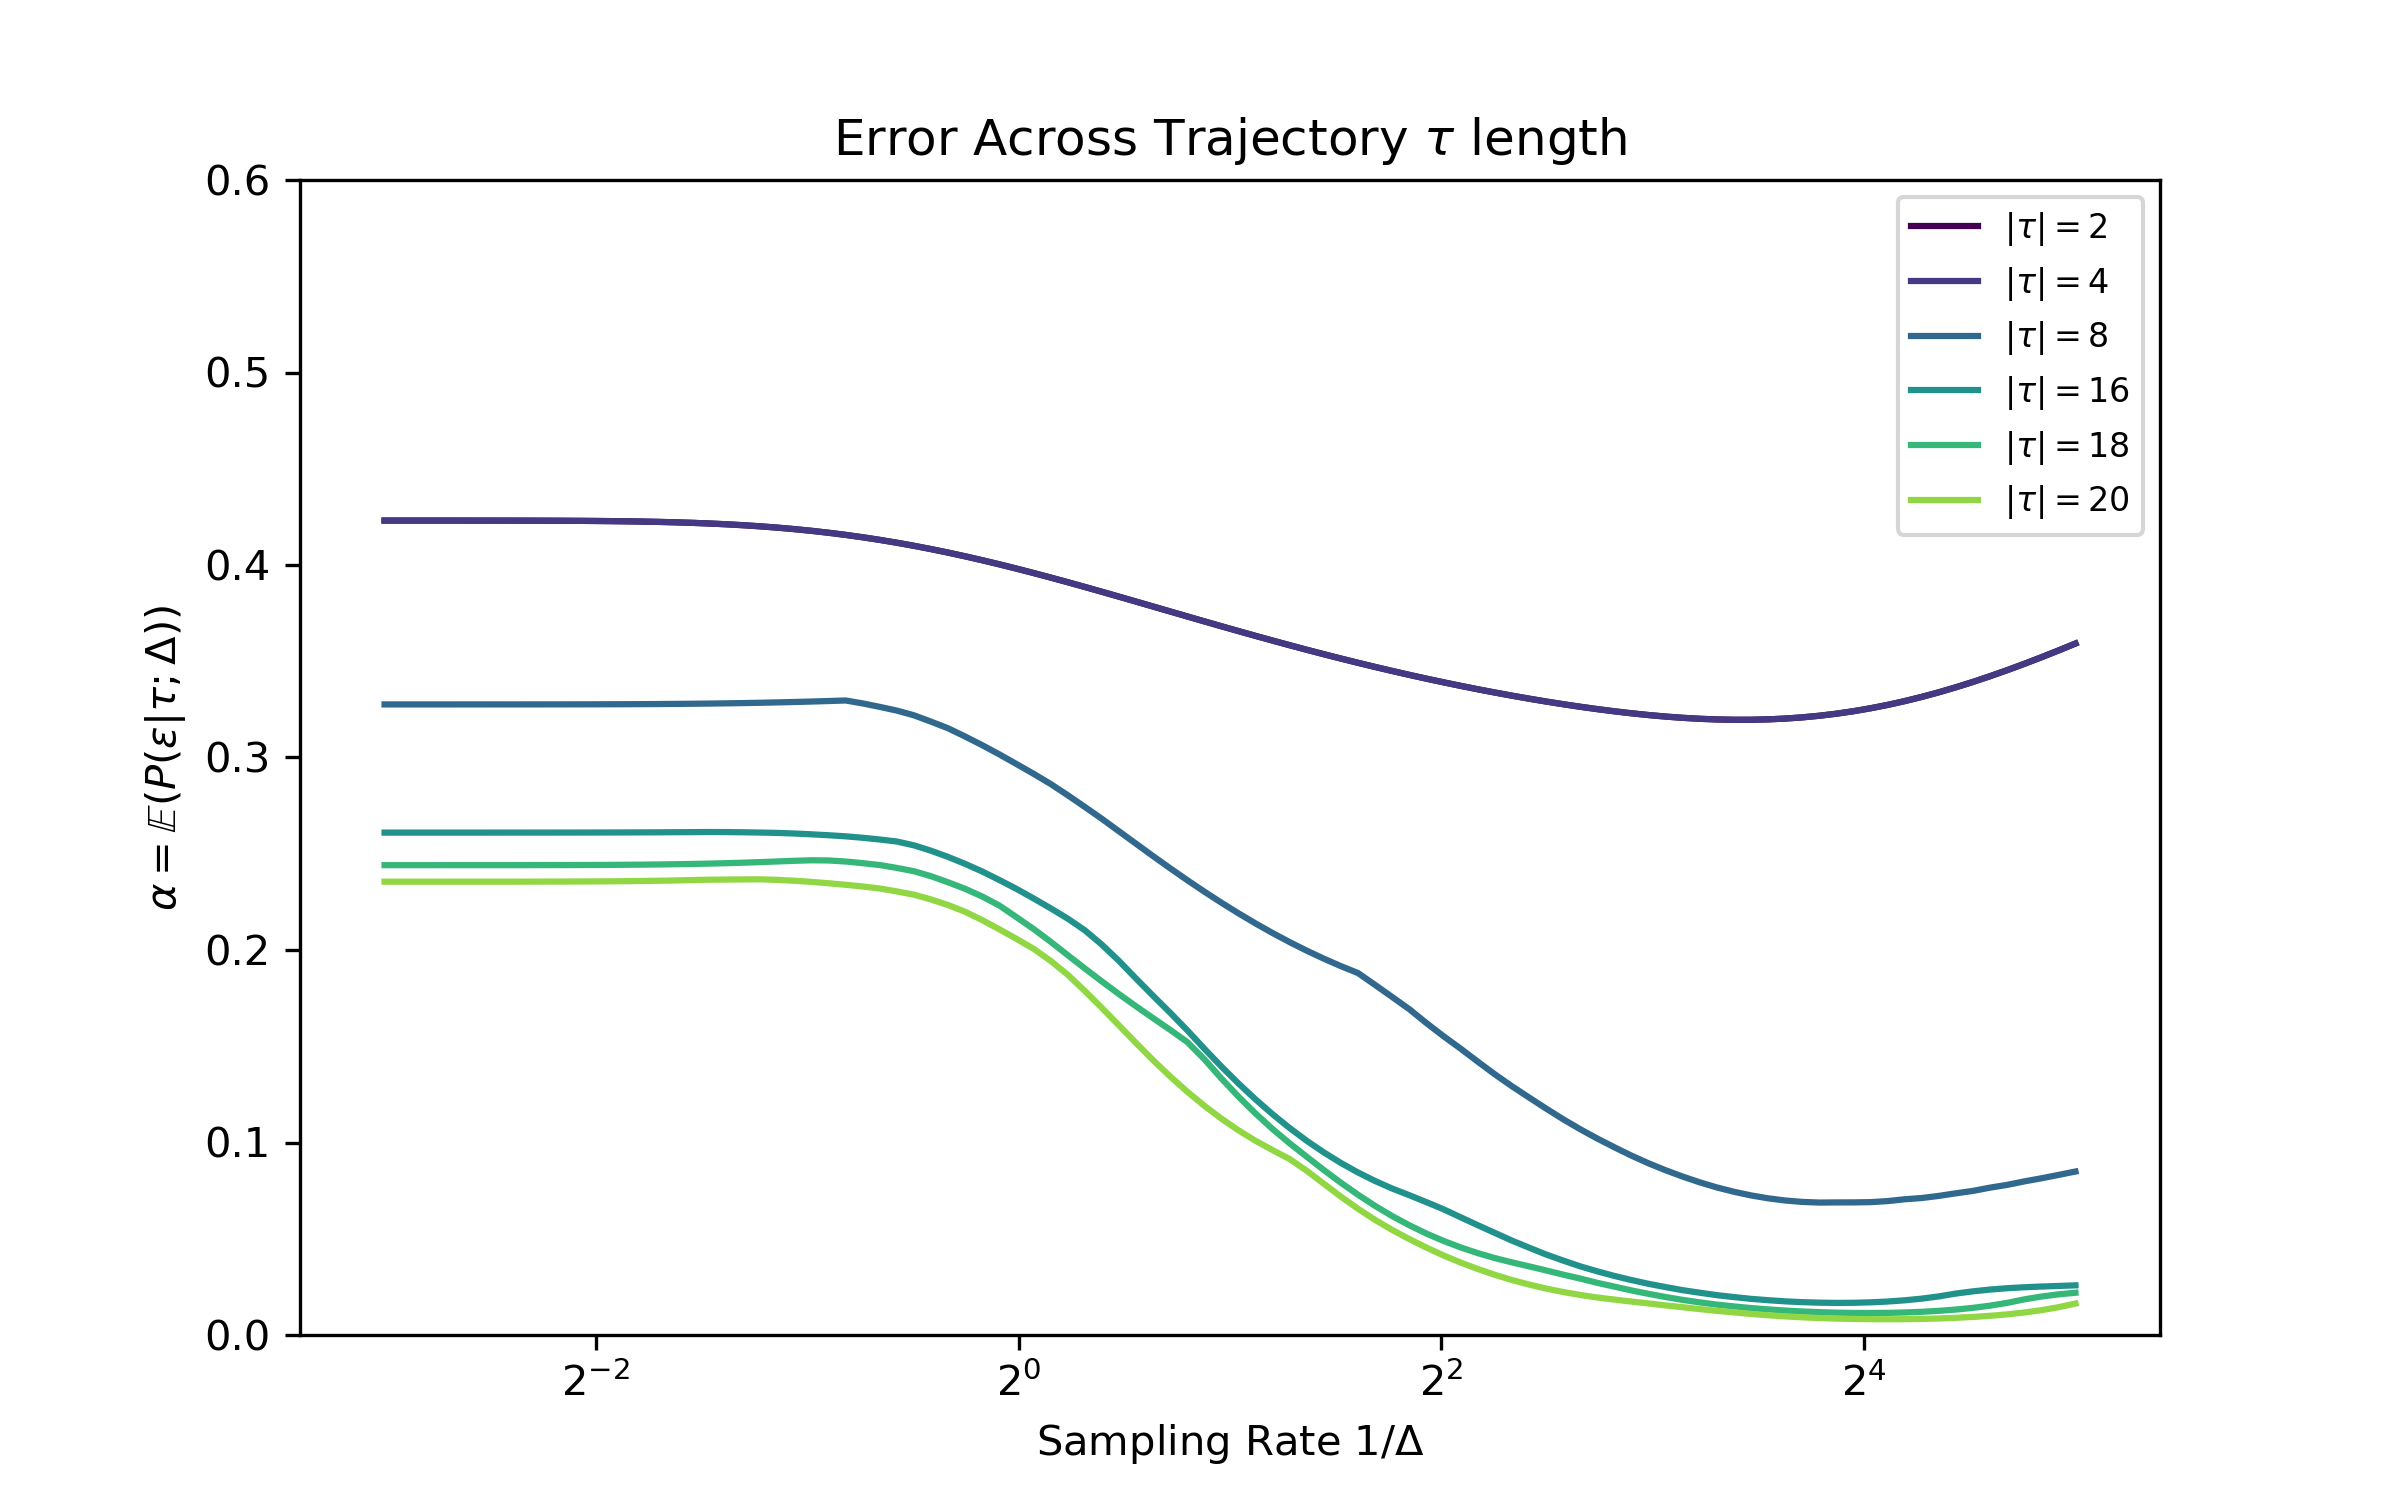 Error Across Trajectory τ length
0.6
0.5
0.4
0.3
0.2
0.1
0.0
α = 𝔼(P(ε|τ; Δ))
|τ| = 2
|τ| = 4
|τ| = 8
|τ| = 16
|τ| = 18
|τ| = 20
2⁻² 2⁰ 2² 2⁴
Sampling Rate 1/Δ